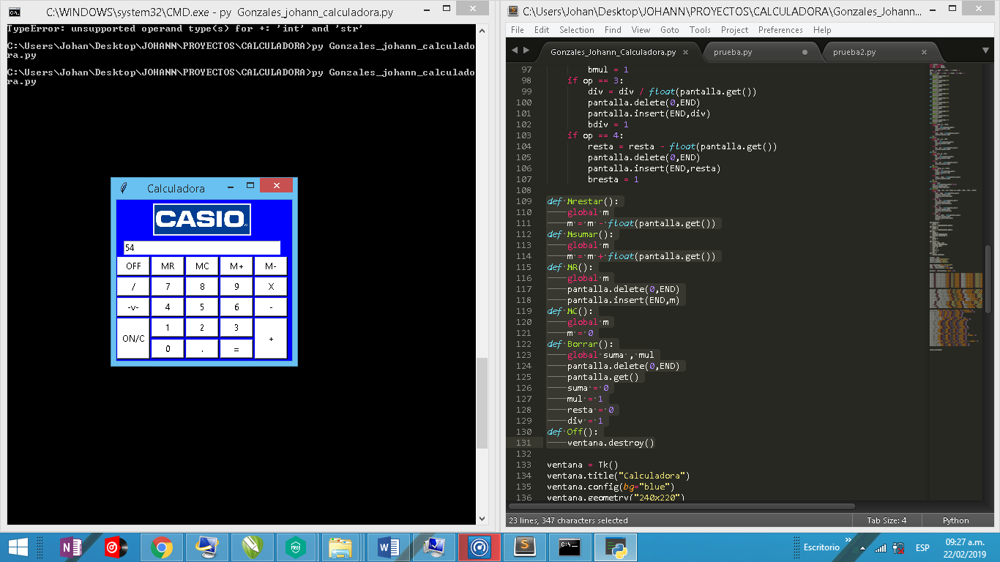 C:\WINDOWS\system32\CMD.exe - py  Gonzales_johann_calculadora.py
TypeError: unsupported operand type(s) for +: 'int' and 'str'
C:\Users\Johan\Desktop\JOHANN\PROYECTOS\CALCULADORA>py Gonzales_johann_calculado
ra.py
C:\Users\Johan\Desktop\JOHANN\PROYECTOS\CALCULADORA>py Gonzales_johann_calculado
ra.py
Calculadora
CASIO
54
OFF MR MC M+ M-
/ 7 8 9 X
-v- 4 5 6 -
ON/C 1 2 3 +
0 . =
C:\Users\Johan\Desktop\JOHANN\PROYECTOS\CALCULADORA\Gonzales_Johann...
File Edit Selection Find View Goto Tools Project Preferences Help
Gonzales_Johann_Calculadora.py prueba.py prueba2.py
97 bmul = 1
98 if op == 3:
99 div = div / float(pantalla.get())
100 pantalla.delete(0,END)
101 pantalla.insert(END,div)
102 bdiv = 1
103 if op == 4:
104 resta = resta - float(pantalla.get())
105 pantalla.delete(0,END)
106 pantalla.insert(END,resta)
107 bresta = 1
108
109 def Mrestar():
110 global m
111 m = m - float(pantalla.get())
112 def Msumar():
113 global m
114 m = m + float(pantalla.get())
115 def MR():
116 global m
117 pantalla.delete(0,END)
118 pantalla.insert(END,m)
119 def MC():
120 global m
121 m = 0
122 def Borrar():
123 global suma , mul
124 pantalla.delete(0,END)
125 pantalla.get()
126 suma = 0
127 mul = 1
128 resta = 0
129 div = 1
130 def Off():
131 ventana.destroy()
132
133 ventana = Tk()
134 ventana.title("Calculadora")
135 ventana.config(bg="blue")
136 ventana.geometry("240x220")
23 lines, 347 characters selected Tab Size: 4 Python
FREE
Escritorio ESP 09:27 a.m.
22/02/2019